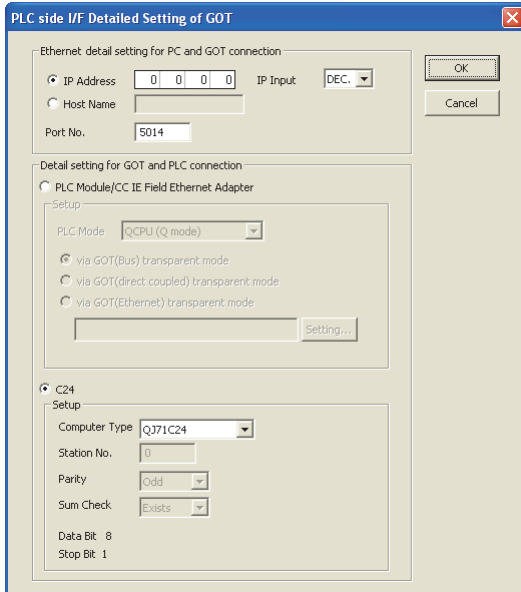 PLC side I/F Detailed Setting of GOT
Ethernet detail setting for PC and GOT connection
IP Address 0 0 0 0 IP Input DEC.
Host Name
Port No. 5014
OK
Cancel
Detail setting for GOT and PLC connection
PLC Module/CC IE Field Ethernet Adapter
Setup
PLC Mode QCPU (Q mode)
via GOT(Bus) transparent mode
via GOT(direct coupled) transparent mode
via GOT(Ethernet) transparent mode
Setting...
C24
Setup
Computer Type QJ71C24
Station No. 0
Parity Odd
Sum Check Exists
Data Bit 8
Stop Bit 1